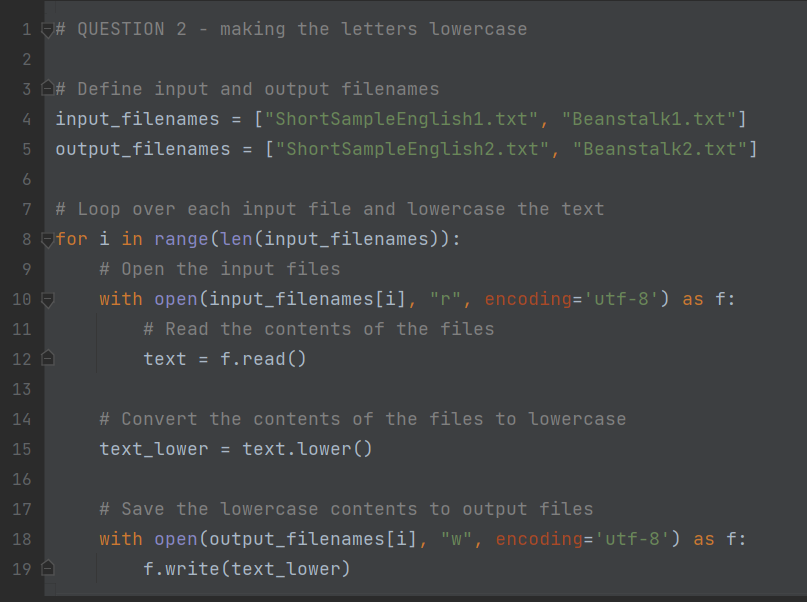 1 # QUESTION 2 - making the letters lowercase
2
3 # Define input and output filenames
4 input_filenames = ["ShortSampleEnglish1.txt", "Beanstalk1.txt"]
5 output_filenames = ["ShortSampleEnglish2.txt", "Beanstalk2.txt"]
6
7 # Loop over each input file and lowercase the text
8 for i in range(len(input_filenames)):
9     # Open the input files
10     with open(input_filenames[i], "r", encoding='utf-8') as f:
11         # Read the contents of the files
12         text = f.read()
13
14     # Convert the contents of the files to lowercase
15     text_lower = text.lower()
16
17     # Save the lowercase contents to output files
18     with open(output_filenames[i], "w", encoding='utf-8') as f:
19         f.write(text_lower)